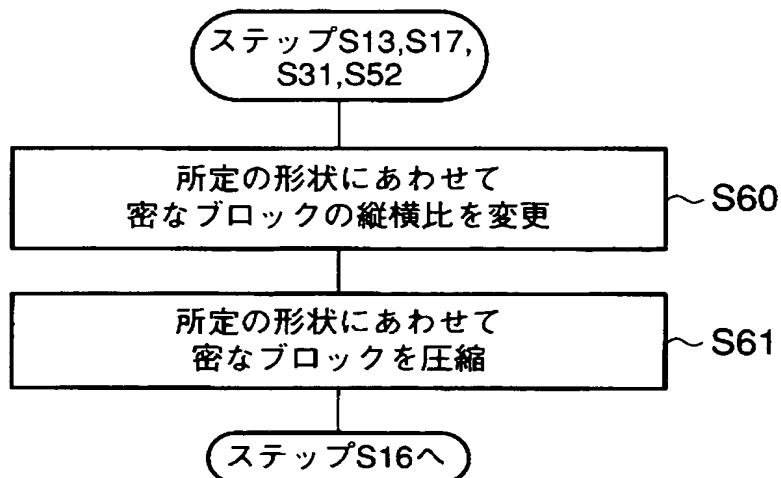 ステップS13,S17,
S31,S52
所定の形状にあわせて
密なブロックの縦横比を変更
S60
所定の形状にあわせて
密なブロックを圧縮
S61
ステップS16へ